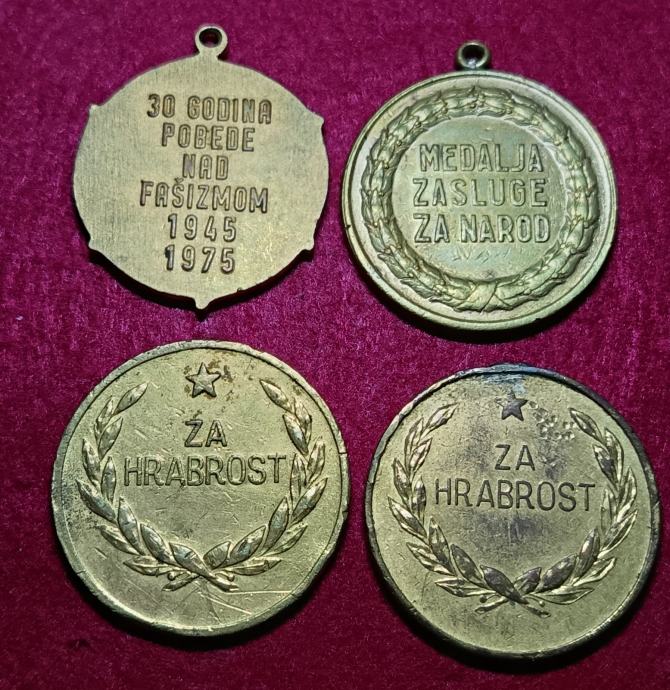 30 GODINA
POBEDE
NAD
FAŠIZMOM
1945
1975
MEDALJA
ZASLUGE
ZA NAROD
ZA
HRABROST
ZA
HRABROST